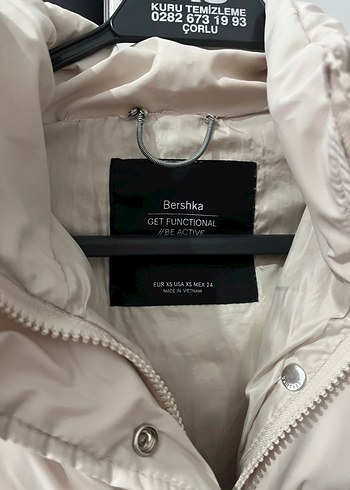 KURU TEMİZLEME
0282 673 19 93
ÇORLU
Bershka
GET FUNCTIONAL
//BE ACTIVE
EUR XS USA XS MEX 24
MADE IN VIETNAM